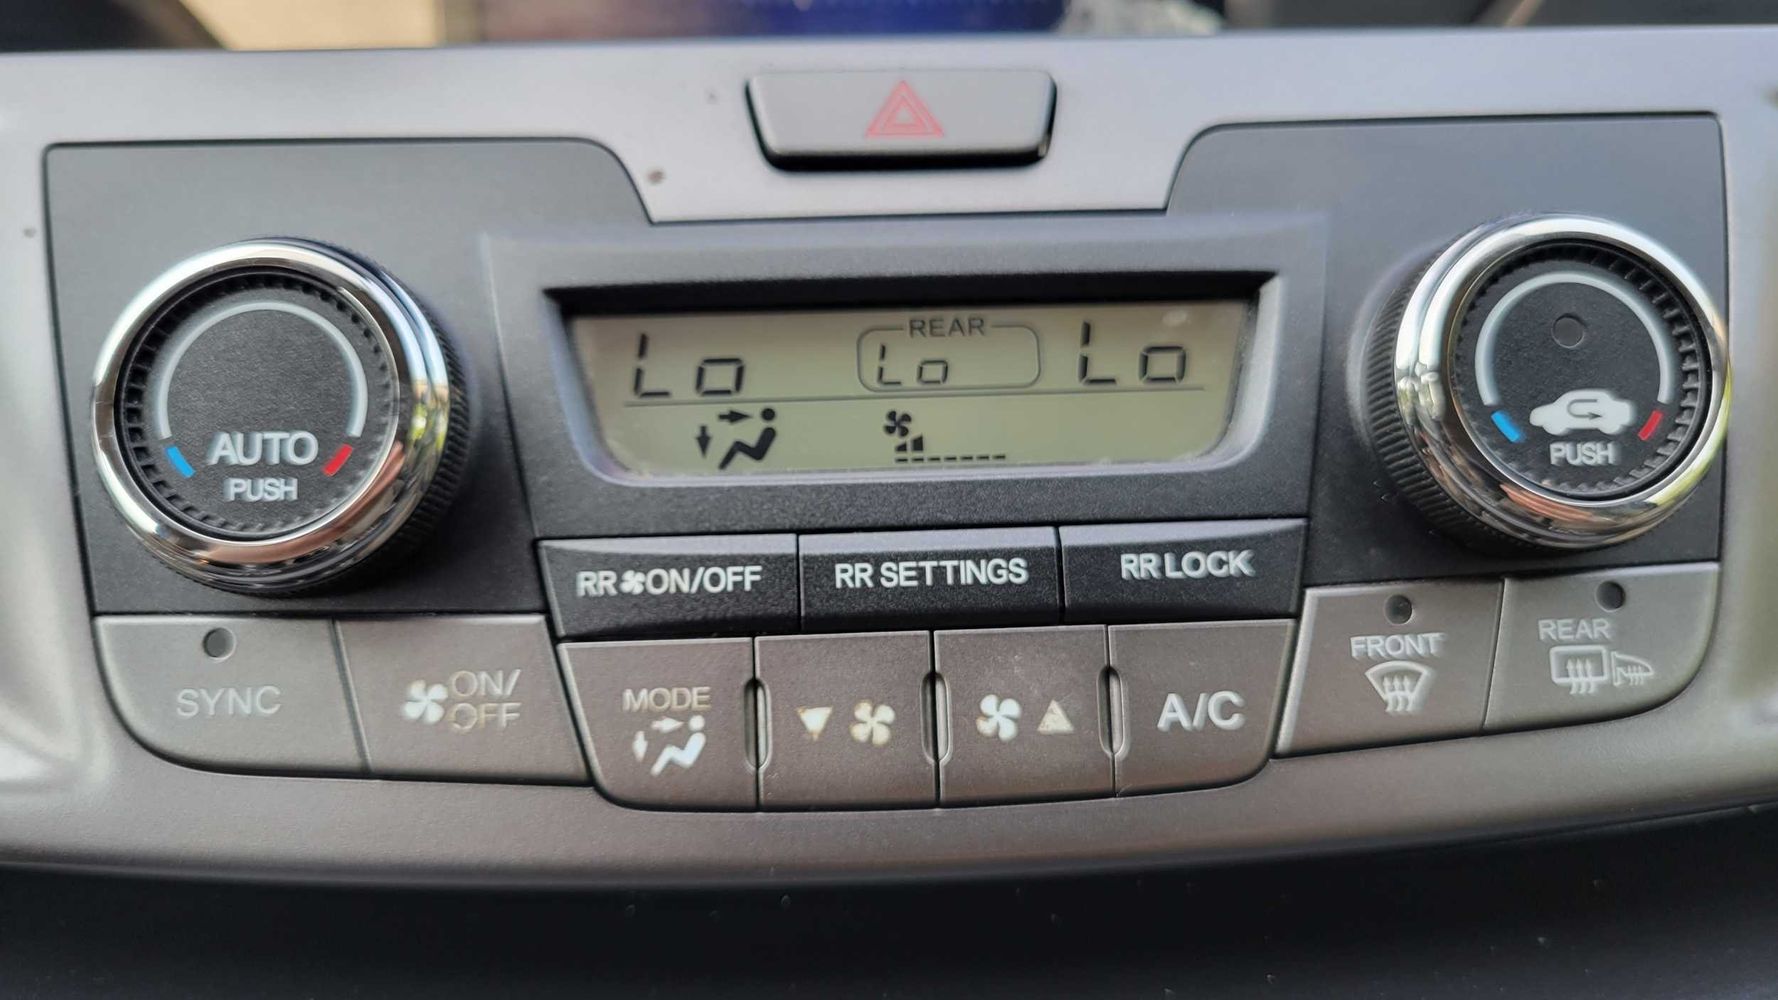 REAR
Lo Lo Lo
AUTO
PUSH
PUSH
RR ON/OFF
RR SETTINGS
RR LOCK
SYNC
ON/
OFF
MODE
A/C
FRONT
REAR